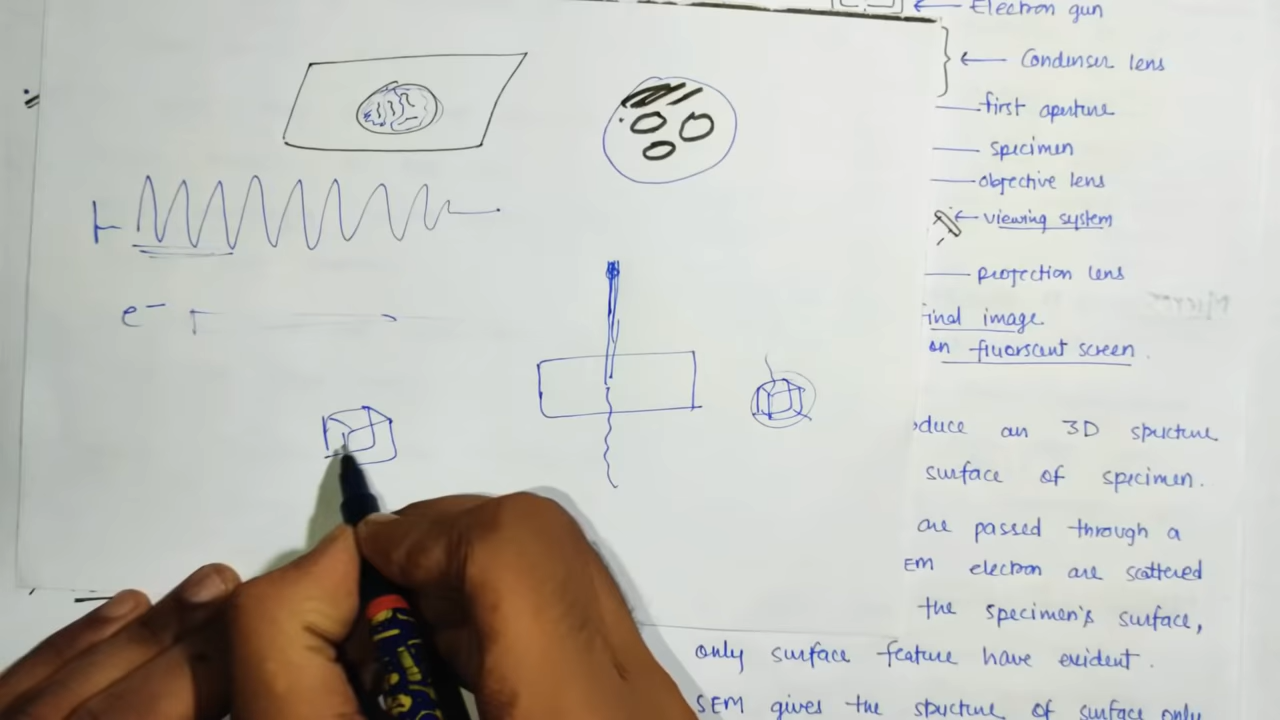 Electron gun
Condenser lens
first aperture
specimen
objective lens
viewing system
projection lens
inal image
on fluorscent screen.
e⁻
oduce an 3D structure
surface of specimen.
are passed through a
EM electron are scattered
the specimen's surface,
only surface feature have evident.
SEM gives the structure of surface only